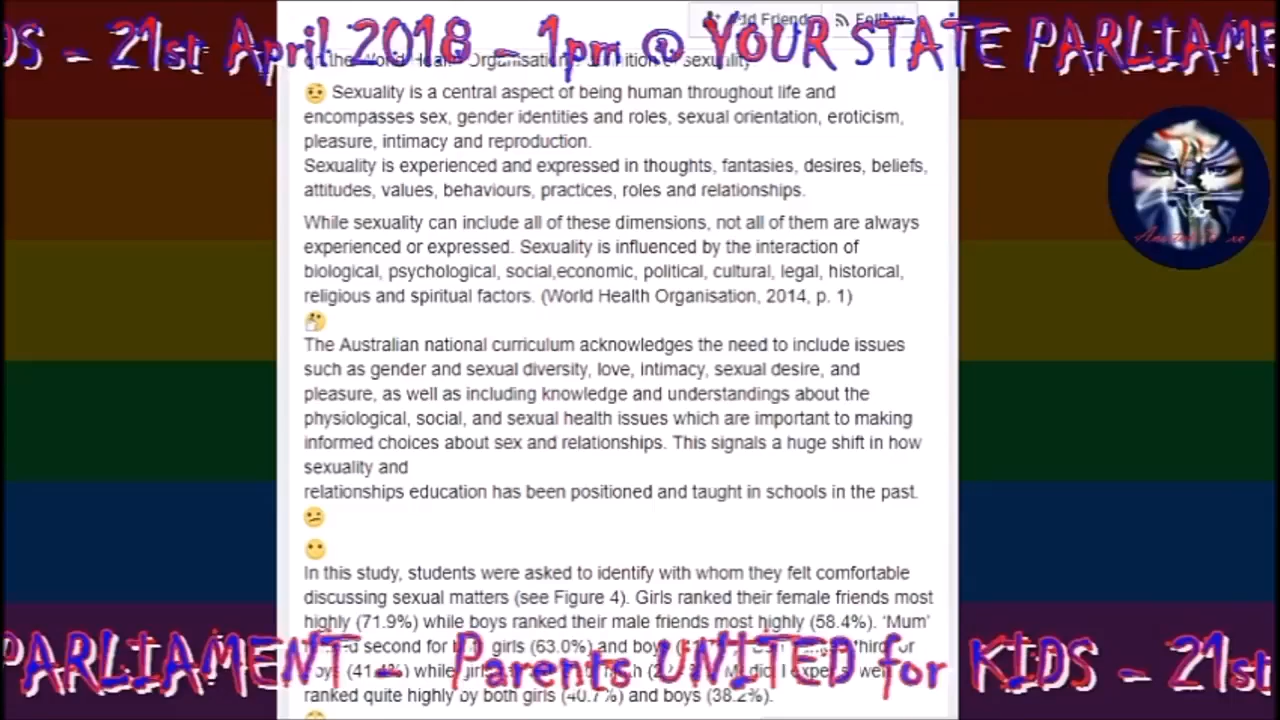 DS - 21st April 2018 - 1pm @ YOUR STATE PARLIAME
Add Friend Follow
Sexuality is a central aspect of being human throughout life and
encompasses sex, gender identities and roles, sexual orientation, eroticism,
pleasure, intimacy and reproduction.
Sexuality is experienced and expressed in thoughts, fantasies, desires, beliefs,
attitudes, values, behaviours, practices, roles and relationships.
While sexuality can include all of these dimensions, not all of them are always
experienced or expressed. Sexuality is influenced by the interaction of
biological, psychological, social,economic, political, cultural, legal, historical,
religious and spiritual factors. (World Health Organisation, 2014, p. 1)
The Australian national curriculum acknowledges the need to include issues
such as gender and sexual diversity, love, intimacy, sexual desire, and
pleasure, as well as including knowledge and understandings about the
physiological, social, and sexual health issues which are important to making
informed choices about sex and relationships. This signals a huge shift in how
sexuality and
relationships education has been positioned and taught in schools in the past.
In this study, students were asked to identify with whom they felt comfortable
discussing sexual matters (see Figure 4). Girls ranked their female friends most
highly (71.9%) while boys ranked their male friends most highly (58.4%). ‘Mum’
second for girls (63.0%) and
while
ranked quite highly by both girls (40.7%) and boys (38.2%).
PARLIAMENT - Parents UNITED for KIDS - 21st